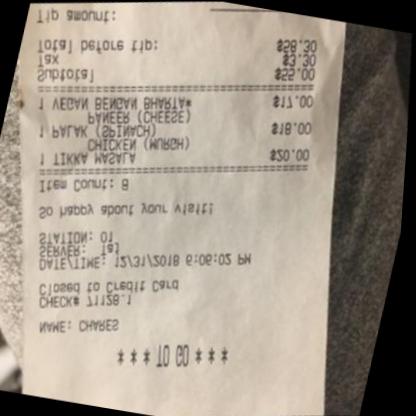 *** TO GO ***
NAME: CHARES
CHECK# 71128.1
Closed to Credit Card
DATE/TIME: 12/31/2018 6:06:02 PM
SERVER: Taj
STATION: 01
So happy about your visit!
Item Count: 8
1 TIKKA MASALA $20.00
CHICKEN (MURGH)
1 PALAK (SPINACH) $18.00
PANEER (CHEESE)
1 VEGAN BENGAN BHARTA* $17.00
Subtotal $55.00
Tax $3.30
Total before tip: $58.30
Tip amount: